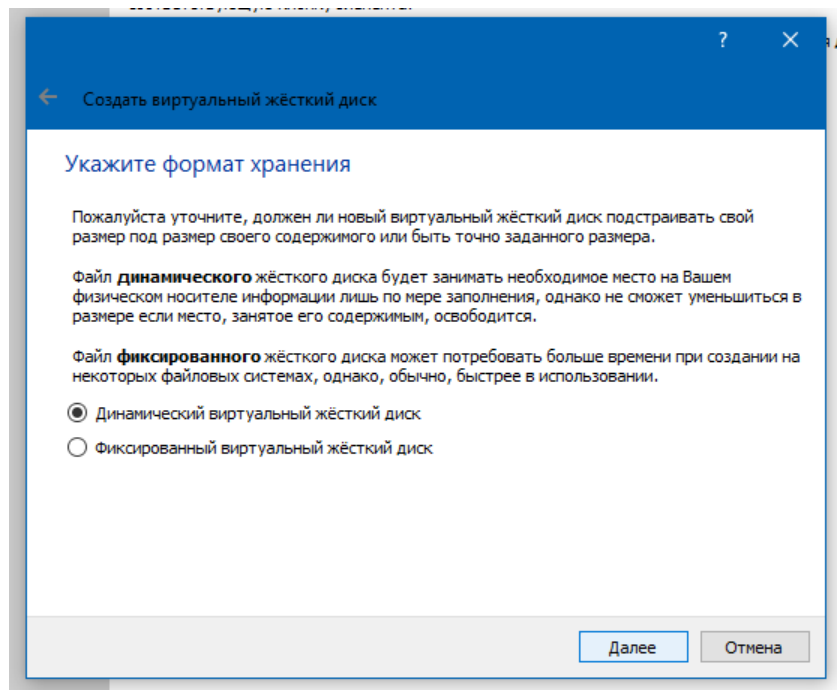 ?
Создать виртуальный жёсткий диск
Укажите формат хранения
Пожалуйста уточните, должен ли новый виртуальный жёсткий диск подстраивать свой
размер под размер своего содержимого или быть точно заданного размера.
Файл динамического жёсткого диска будет занимать необходимое место на Вашем
физическом носителе информации лишь по мере заполнения, однако не сможет уменьшиться в
размере если место, занятое его содержимым, освободится.
Файл фиксированного жёсткого диска может потребовать больше времени при создании на
некоторых файловых системах, однако, обычно, быстрее в использовании.
Динамический виртуальный жёсткий диск
Фиксированный виртуальный жёсткий диск
Далее
Отмена